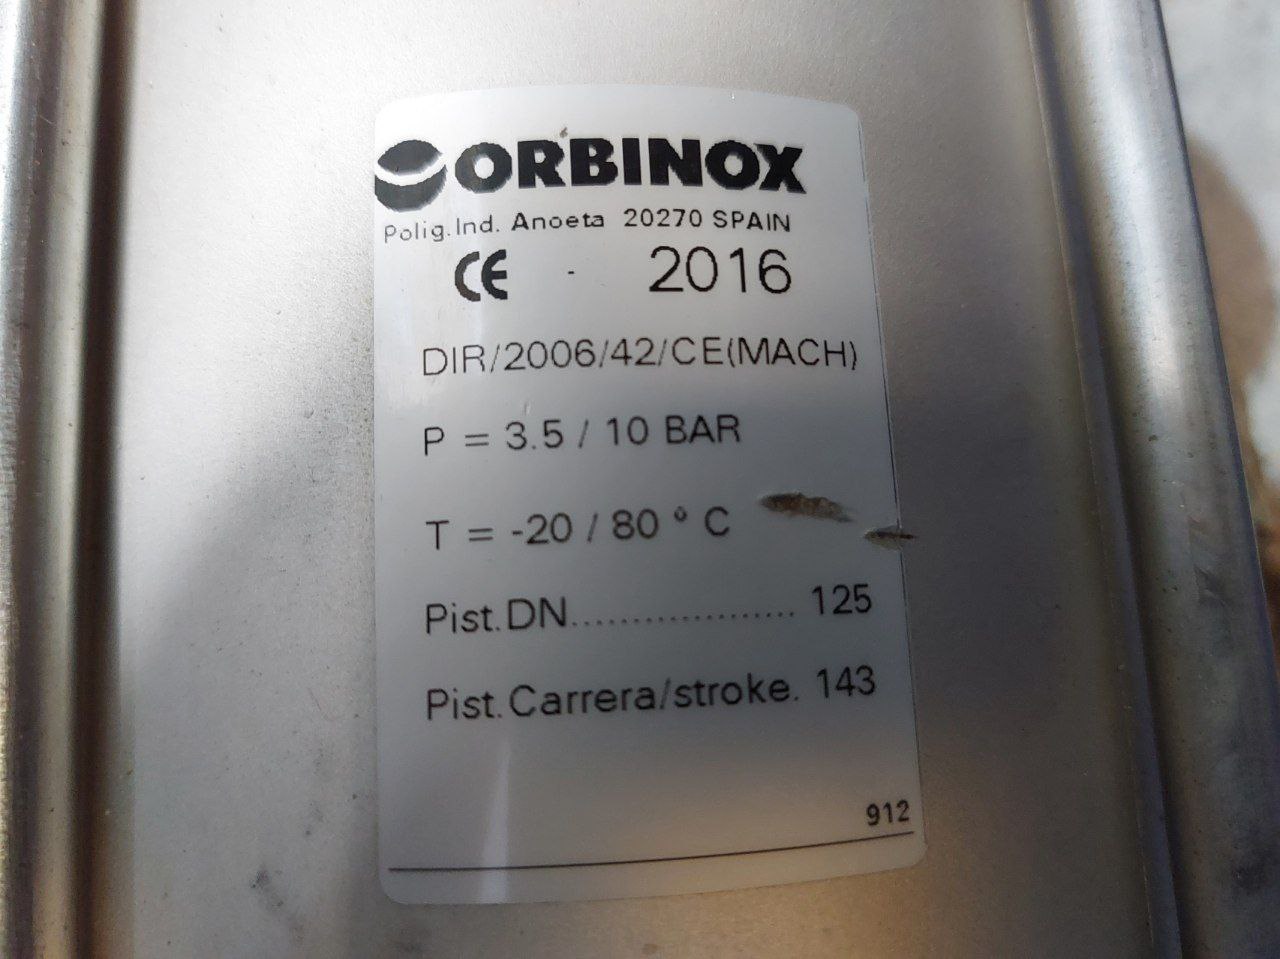 ORBINOX
Polig.Ind. Anoeta 20270 SPAIN
CE - 2016
DIR/2006/42/CE(MACH)
P = 3.5 / 10 BAR
T = -20 / 80 ° C
Pist.DN.................. 125
Pist.Carrera/stroke. 143
912